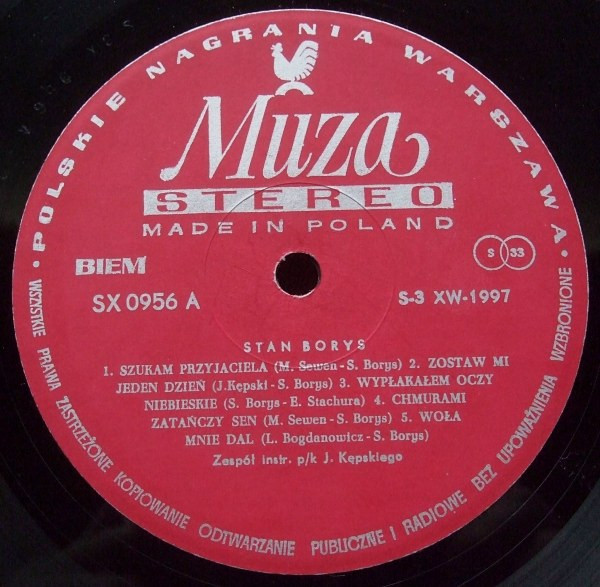 • POLSKIE NAGRANIA WARSZAWA •
Muza
STEREO
MADE IN POLAND
BIEM
S 33
SX 0956 A
S-3 XW-1997
STAN BORYS
1. SZUKAM PRZYJACIELA (M. Sewen - S. Borys) 2. ZOSTAW MI
JEDEN DZIEŃ (J. Kępski - S. Borys) 3. WYPŁAKAŁEM OCZY
NIEBIESKIE (S. Borys - E. Stachura) 4. CHMURAMI
ZATAŃCZY SEN (M. Sewen - S. Borys) 5. WOŁA
MNIE DAL (L. Bogdanowicz - S. Borys)
Zespół instr. p/k J. Kępskiego
WSZYSTKIE PRAWA ZASTRZEŻONE KOPIOWANIE ODTWARZANIE PUBLICZNE I RADIOWE BEZ UPOWAŻNIENIA WZBRONIONE